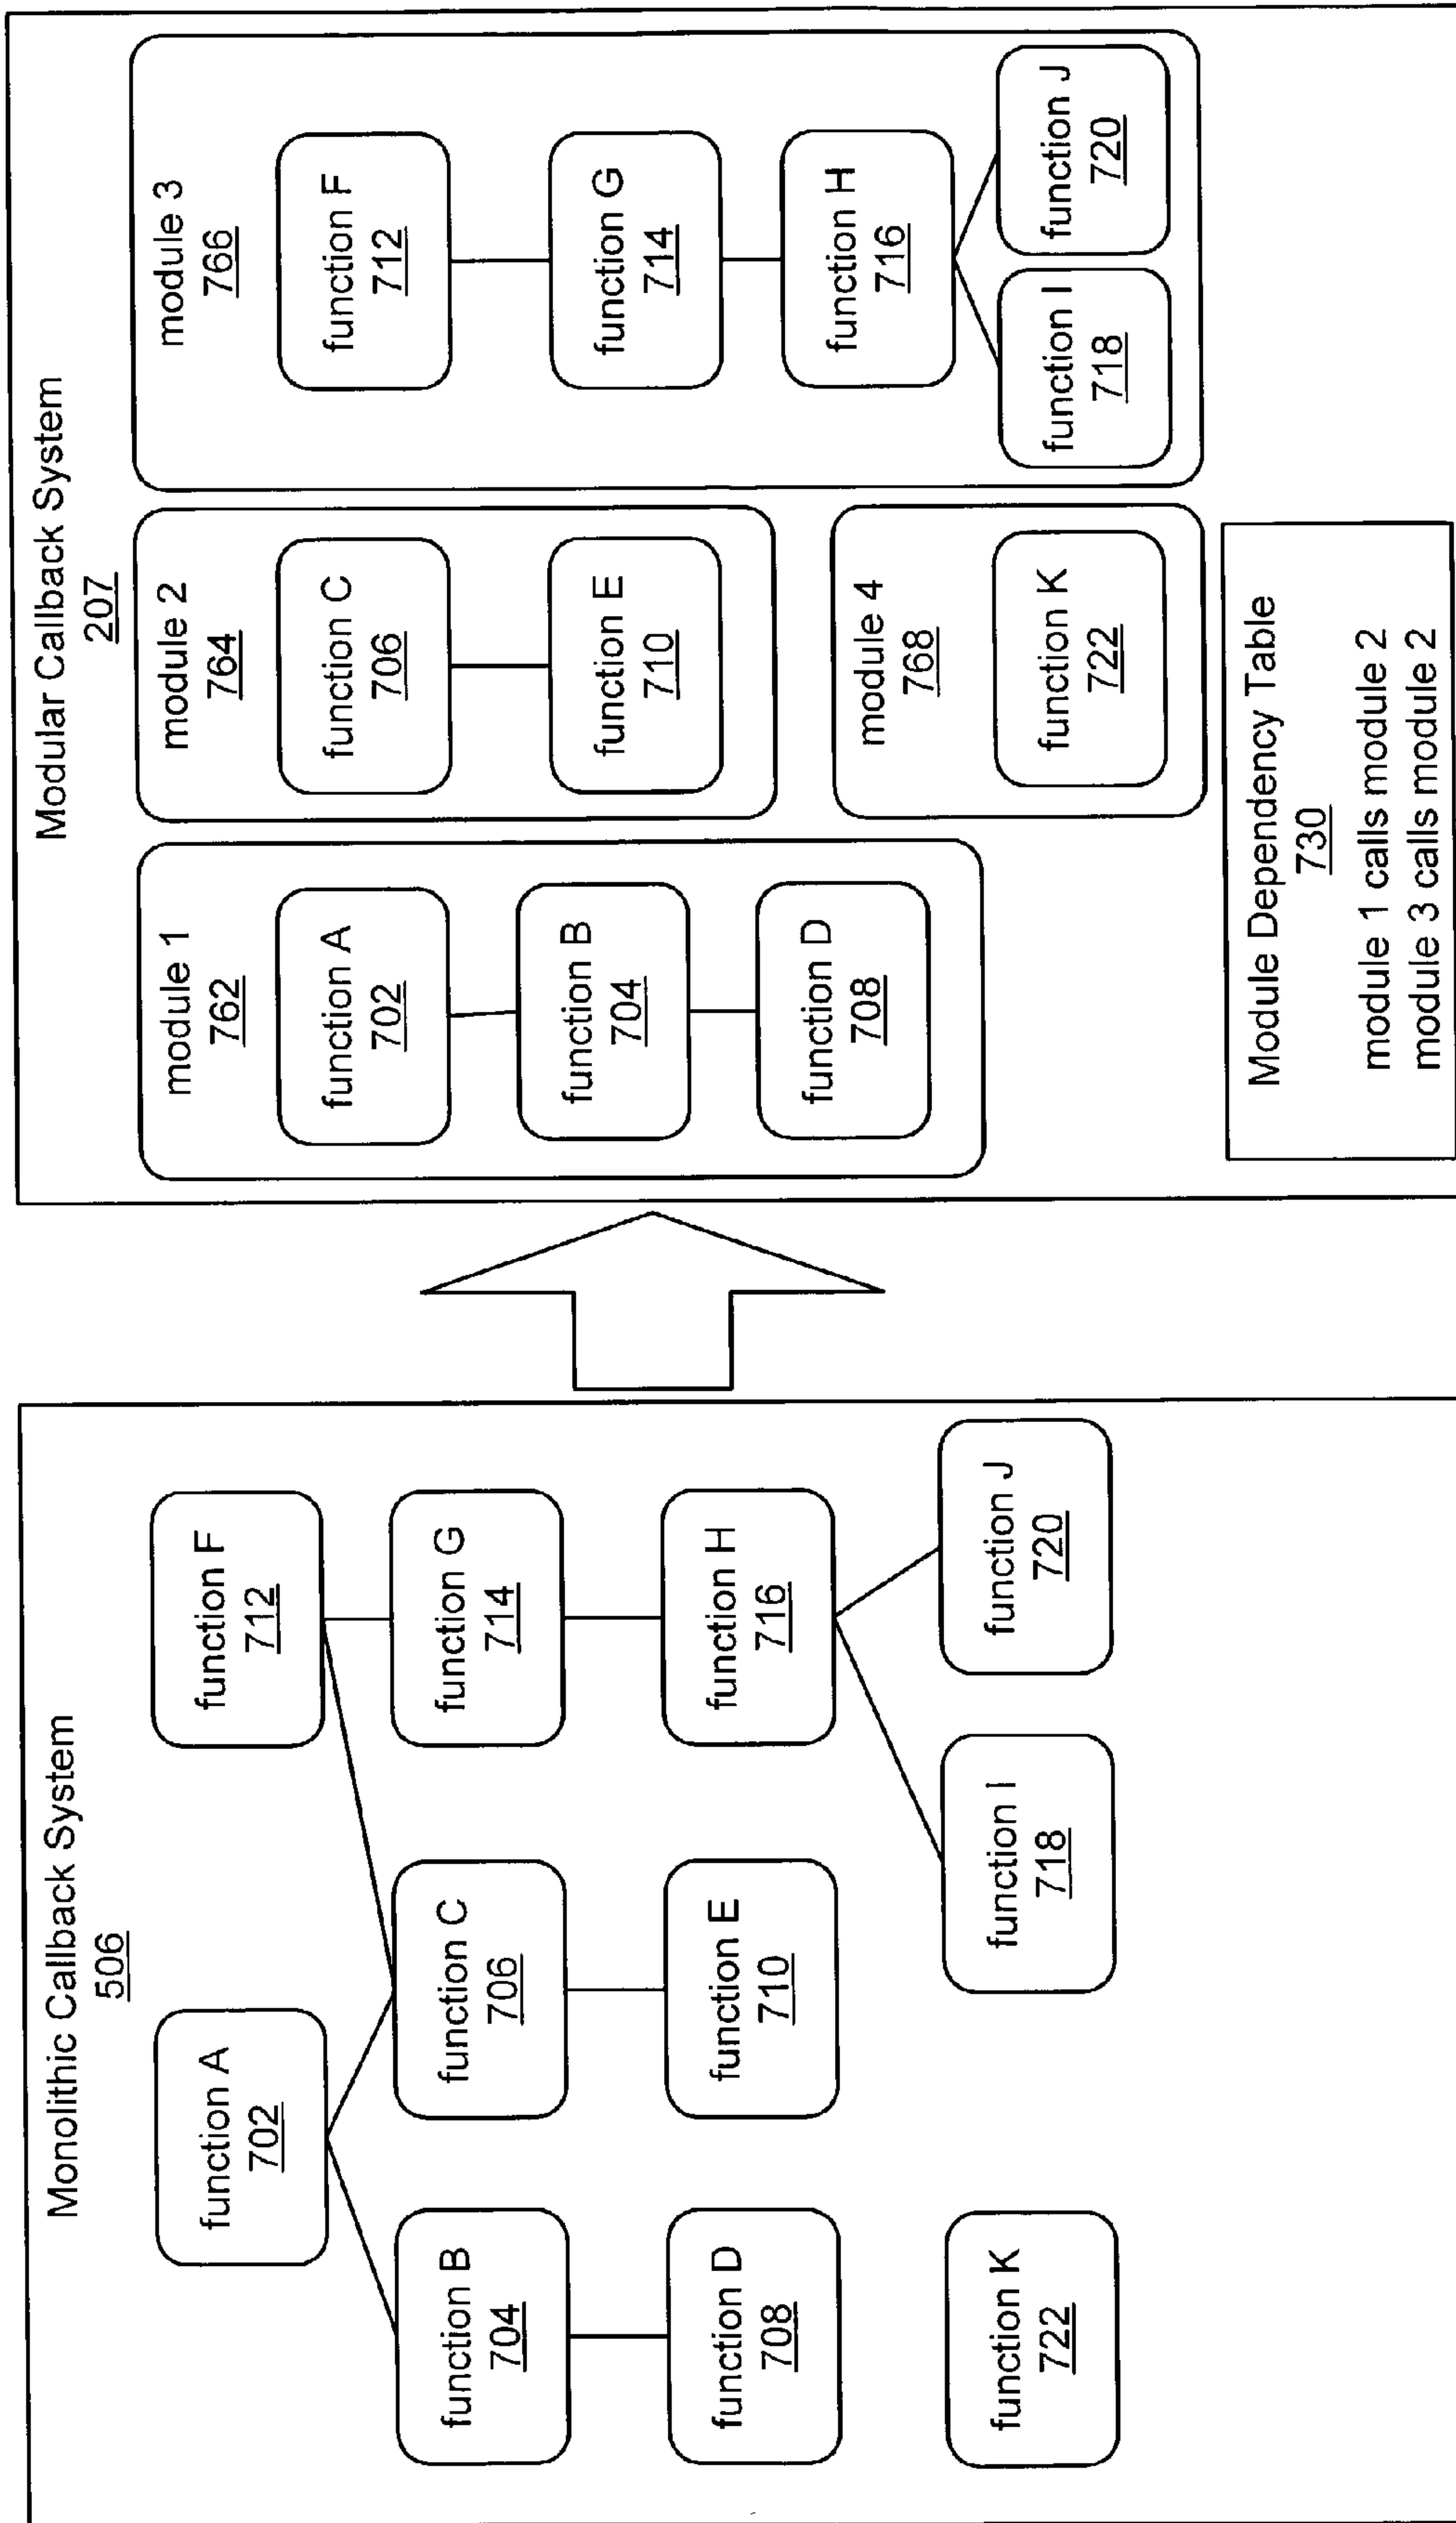 Monolithic Callback System
506
function A
702
function F
712
function B
704
function C
706
function G
714
function D
708
function E
710
function H
716
function K
722
function I
718
function J
720
Modular Callback System
207
module 1
762
function A
702
function B
704
function D
708
module 2
764
function C
706
function E
710
module 4
768
function K
722
module 3
766
function F
712
function G
714
function H
716
function I
718
function J
720
Module Dependency Table
730
module 1 calls module 2
module 3 calls module 2